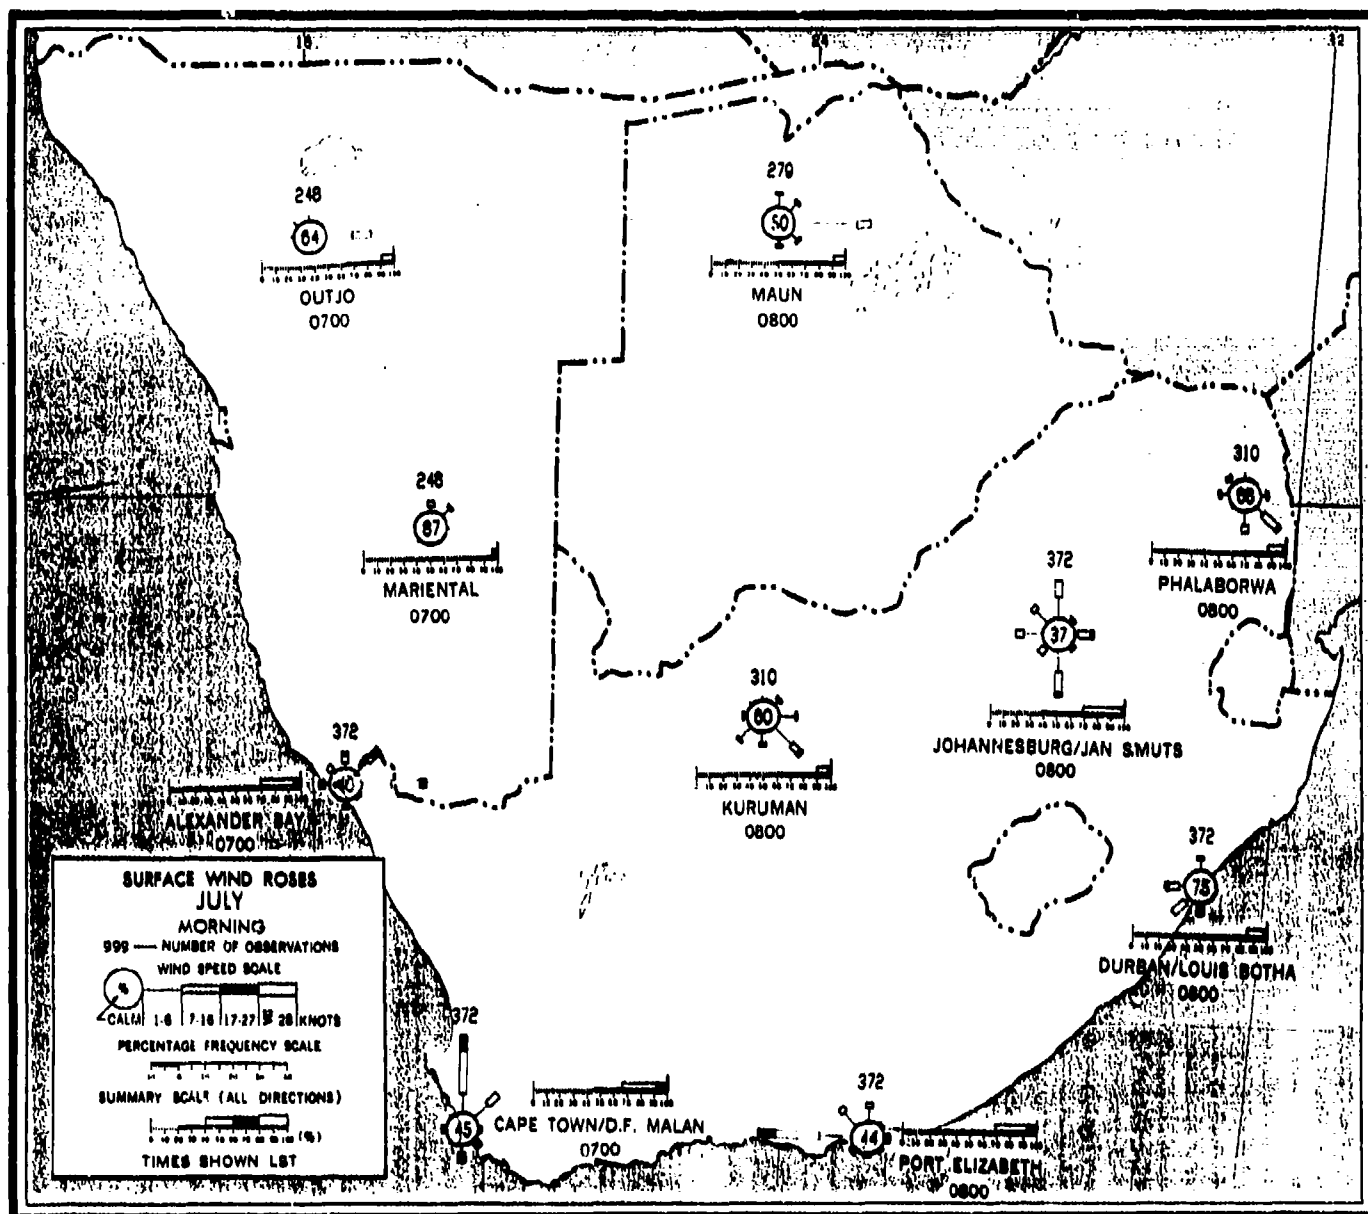 18
24
32
248
64
OUTJO
0700
279
50
MAUN
0800
248
87
MARIENTAL
0700
310
PHALABORWA
0800
372
37
JOHANNESBURG/JAN SMUTS
0800
310
60
KURUMAN
0800
372
40
ALEXANDER BAY
0700
372
DURBAN/LOUIS BOTHA
0800
SURFACE WIND ROSES
JULY
MORNING
999 — NUMBER OF OBSERVATIONS
WIND SPEED SCALE
%
CALM 1-6 7-16 17-27 28 KNOTS
PERCENTAGE FREQUENCY SCALE
SUMMARY SCALE (ALL DIRECTIONS)
(%)
TIMES SHOWN LST
372
45
CAPE TOWN/D.F. MALAN
0700
372
44
PORT ELIZABETH
0800